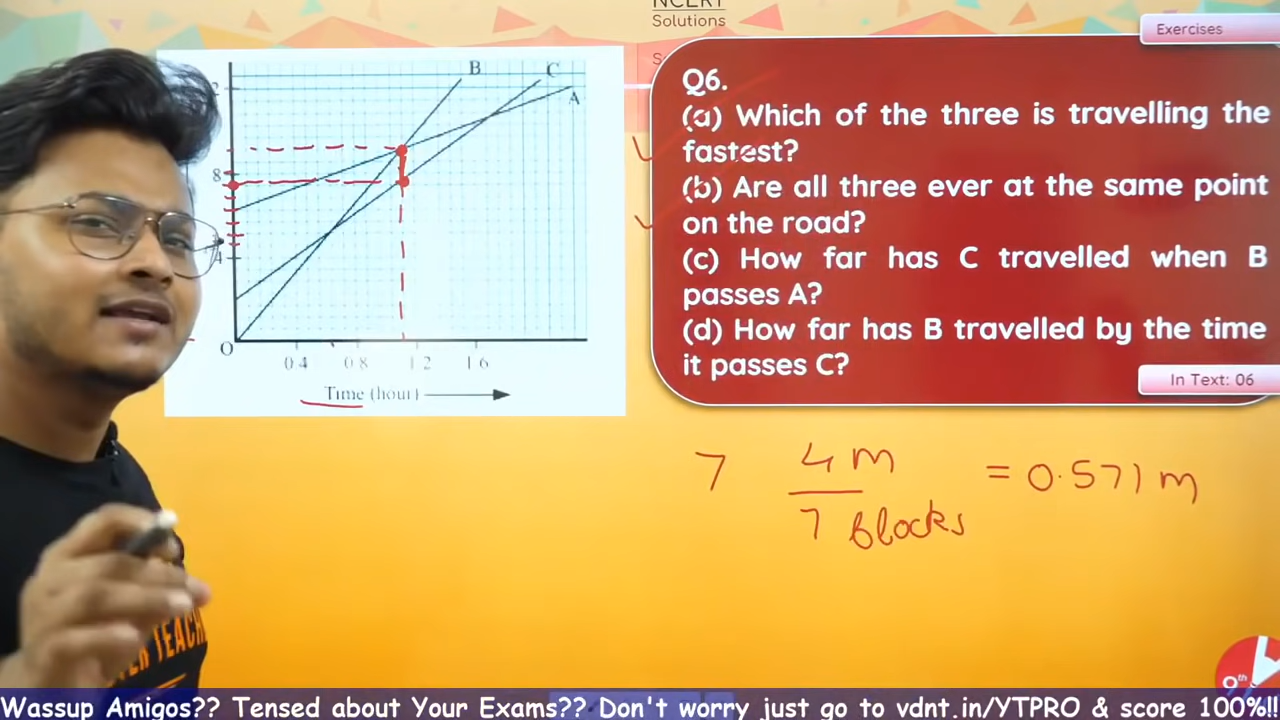 NCERT
Solutions
Exercises
Q6.
(a) Which of the three is travelling the
fastest?
(b) Are all three ever at the same point
on the road?
(c) How far has C travelled when B
passes A?
(d) How far has B travelled by the time
it passes C?
In Text: 06
B
C
A
8
4
O
0 4 0 8 1 2 1 6
Time (hour)
7 4 m = 0.571 m
7 blocks
TEACH
9th
Wassup Amigos?? Tensed about Your Exams?? Don't worry just go to vdnt.in/YTPRO & score 100%!!